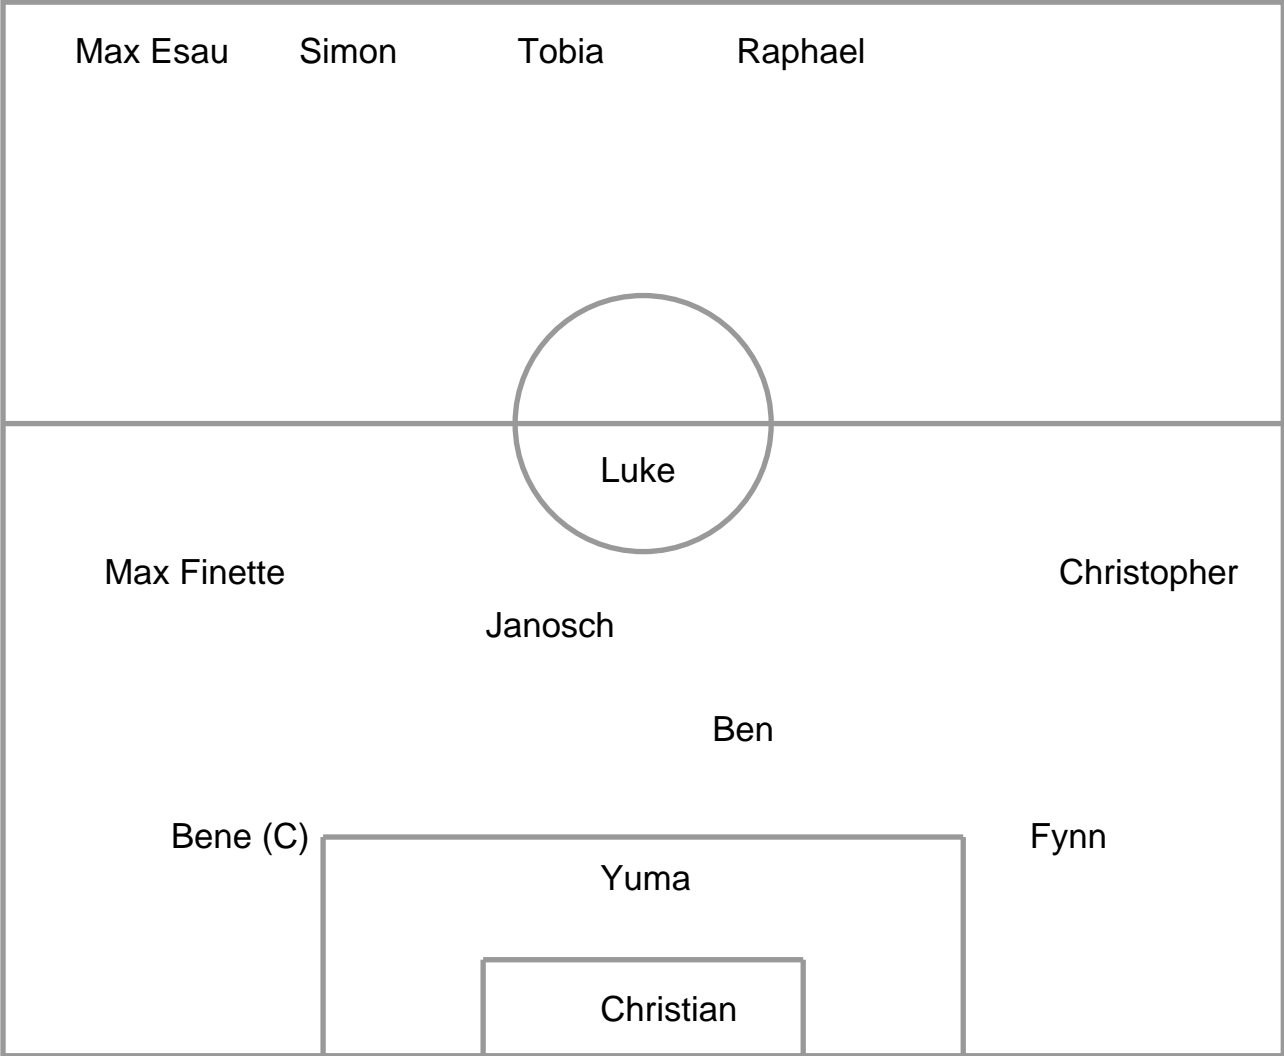 Max Esau Simon Tobia Raphael
Luke
Max Finette Christopher
Janosch
Ben
Bene (C) Fynn
Yuma
Christian